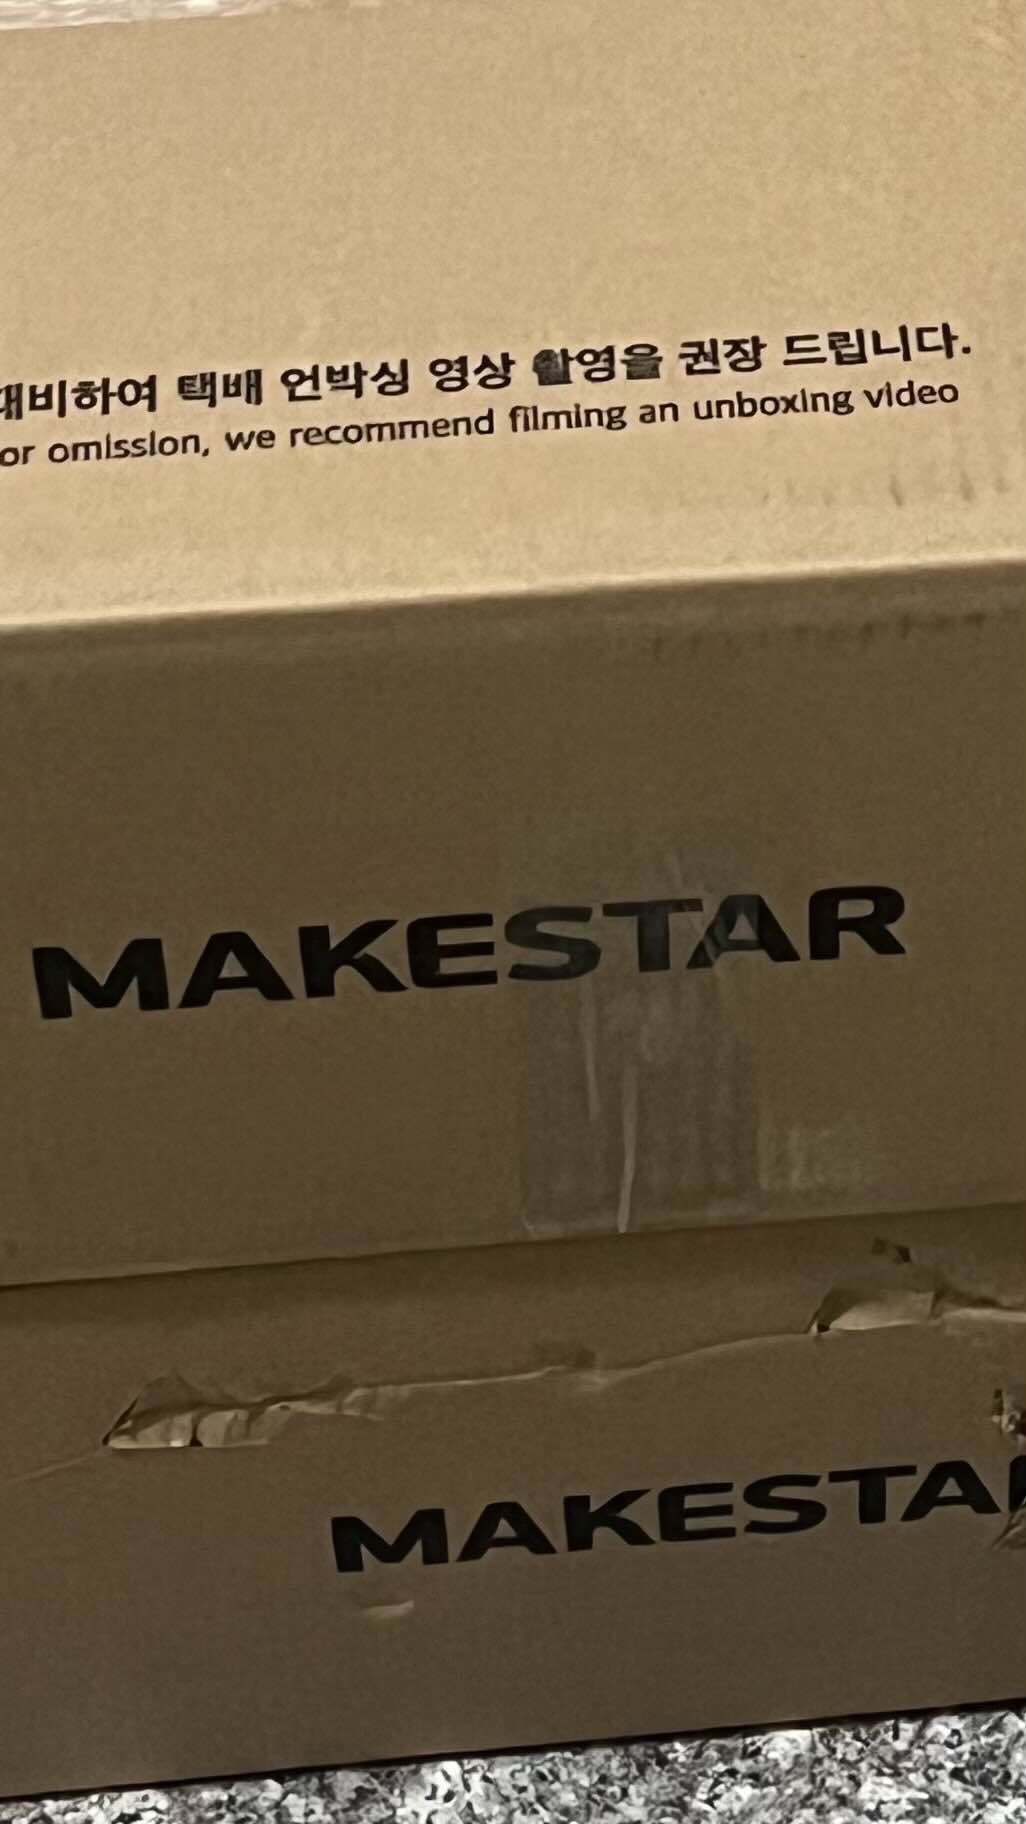 대비하여 택배 언박싱 영상 촬영을 권장 드립니다.
or omission, we recommend filming an unboxing video
MAKESTAR
MAKESTA